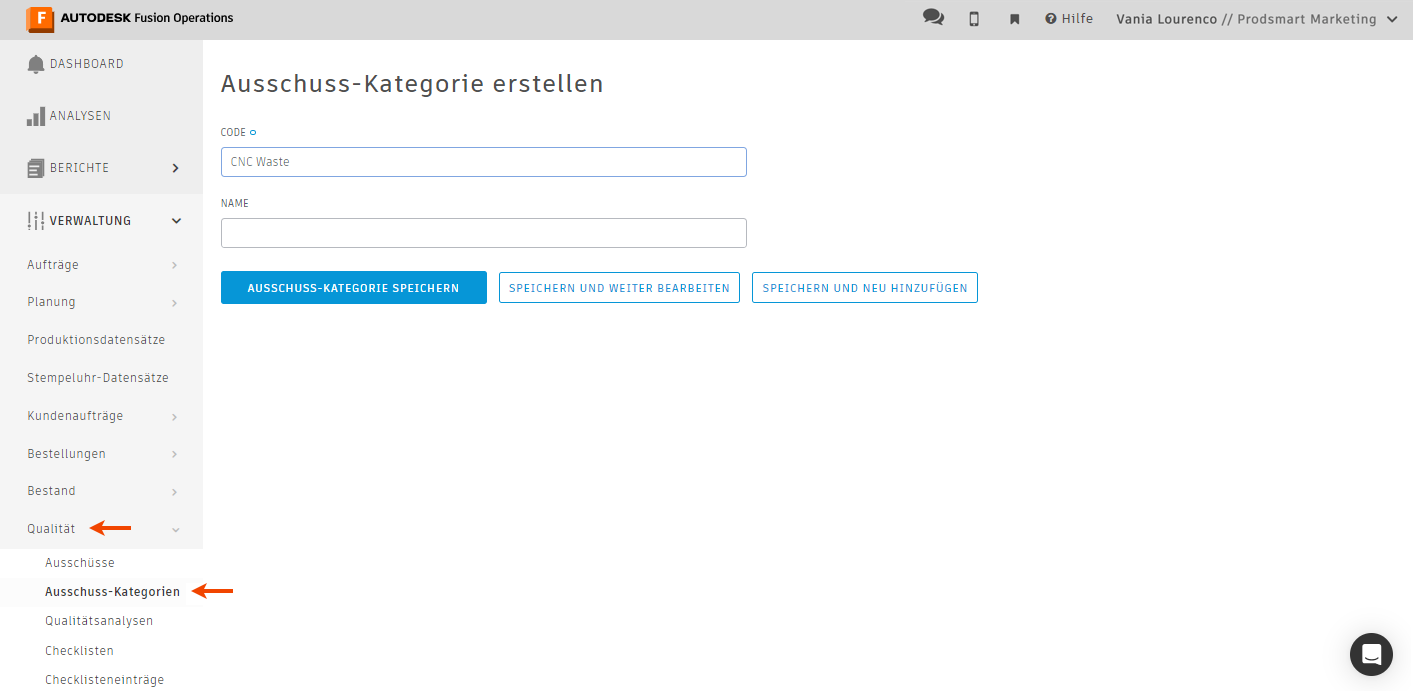 F AUTODESK Fusion Operations
Hilfe
Vania Lourenco // Prodsmart Marketing
DASHBOARD
ANALYSEN
BERICHTE
VERWALTUNG
Aufträge
Planung
Produktionsdatensätze
Stempeluhr-Datensätze
Kundenaufträge
Bestellungen
Bestand
Qualität
Ausschüsse
Ausschuss-Kategorien
Qualitätsanalysen
Checklisten
Checklisteneinträge
Ausschuss-Kategorie erstellen
CODE
CNC Waste
NAME
AUSSCHUSS-KATEGORIE SPEICHERN
SPEICHERN UND WEITER BEARBEITEN
SPEICHERN UND NEU HINZUFÜGEN